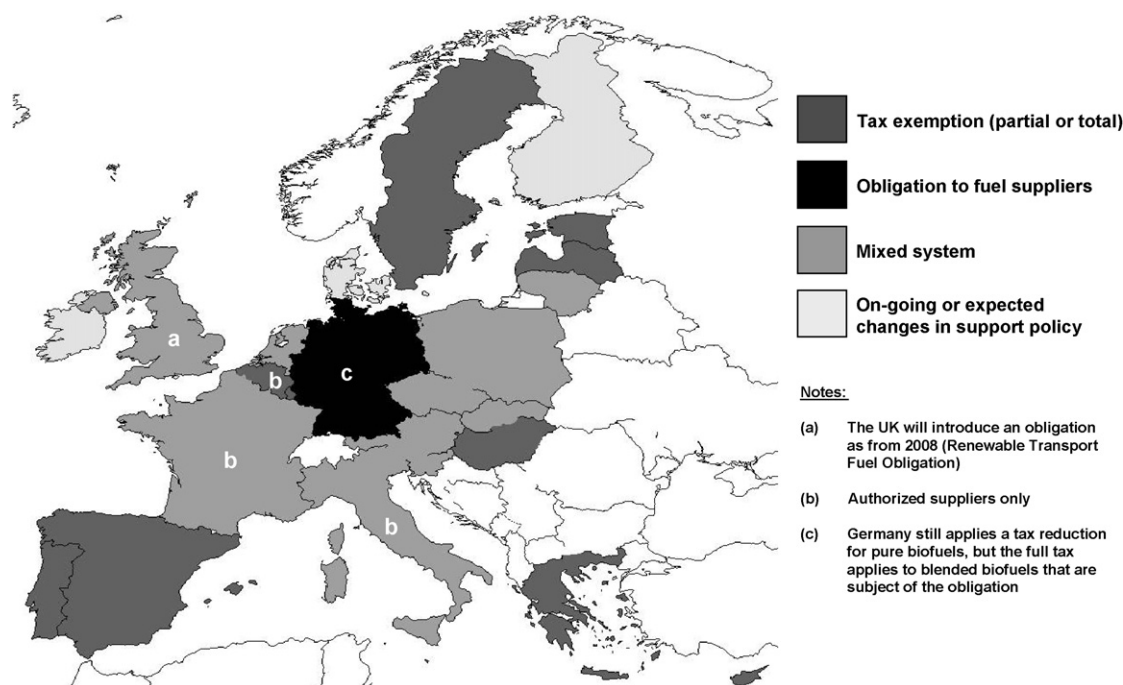 Tax exemption (partial or total)
Obligation to fuel suppliers
Mixed system
On-going or expected
changes in support policy
Notes:
(a) The UK will introduce an obligation
as from 2008 (Renewable Transport
Fuel Obligation)
(b) Authorized suppliers only
(c) Germany still applies a tax reduction
for pure biofuels, but the full tax
applies to blended biofuels that are
subject of the obligation
a
b
c
b
b